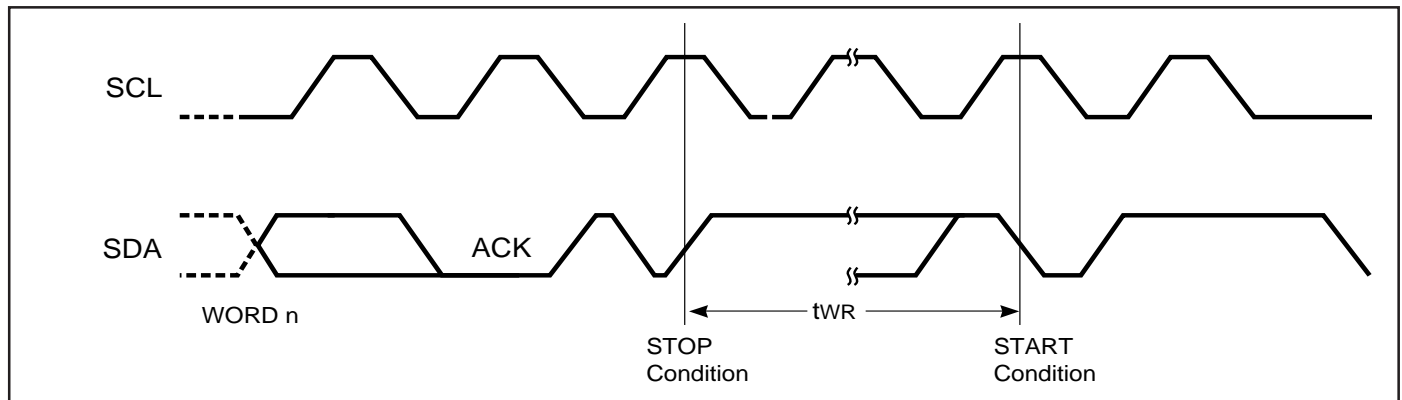 SCL
SDA
ACK
WORD n
tWR
STOP
Condition
START
Condition